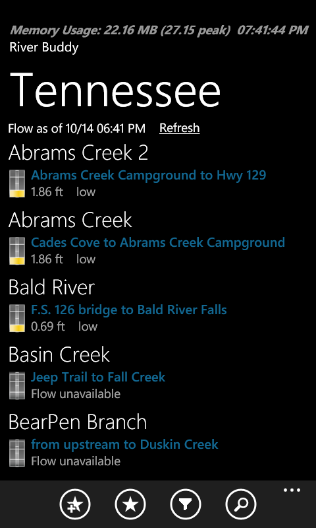 Memory Usage: 22.16 MB (27.15 peak) 07:41:44 PM
River Buddy
Tennessee
Flow as of 10/14 06:41 PM Refresh
Abrams Creek 2
Abrams Creek Campground to Hwy 129
1.86 ft low
Abrams Creek
Cades Cove to Abrams Creek Campground
1.86 ft low
Bald River
F.S. 126 bridge to Bald River Falls
0.69 ft low
Basin Creek
Jeep Trail to Fall Creek
Flow unavailable
BearPen Branch
from upstream to Duskin Creek
Flow unavailable